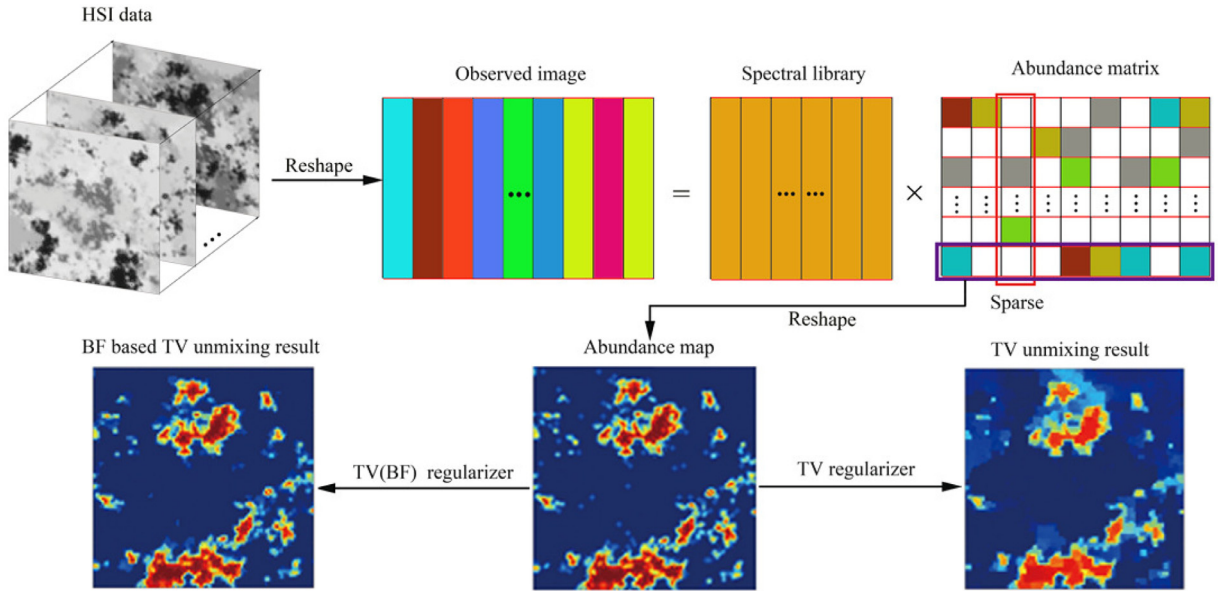 HSI data
Observed image
Spectral library
Abundance matrix
Reshape
=
×
Sparse
Reshape
BF based TV unmixing result
Abundance map
TV unmixing result
TV(BF) regularizer
TV regularizer